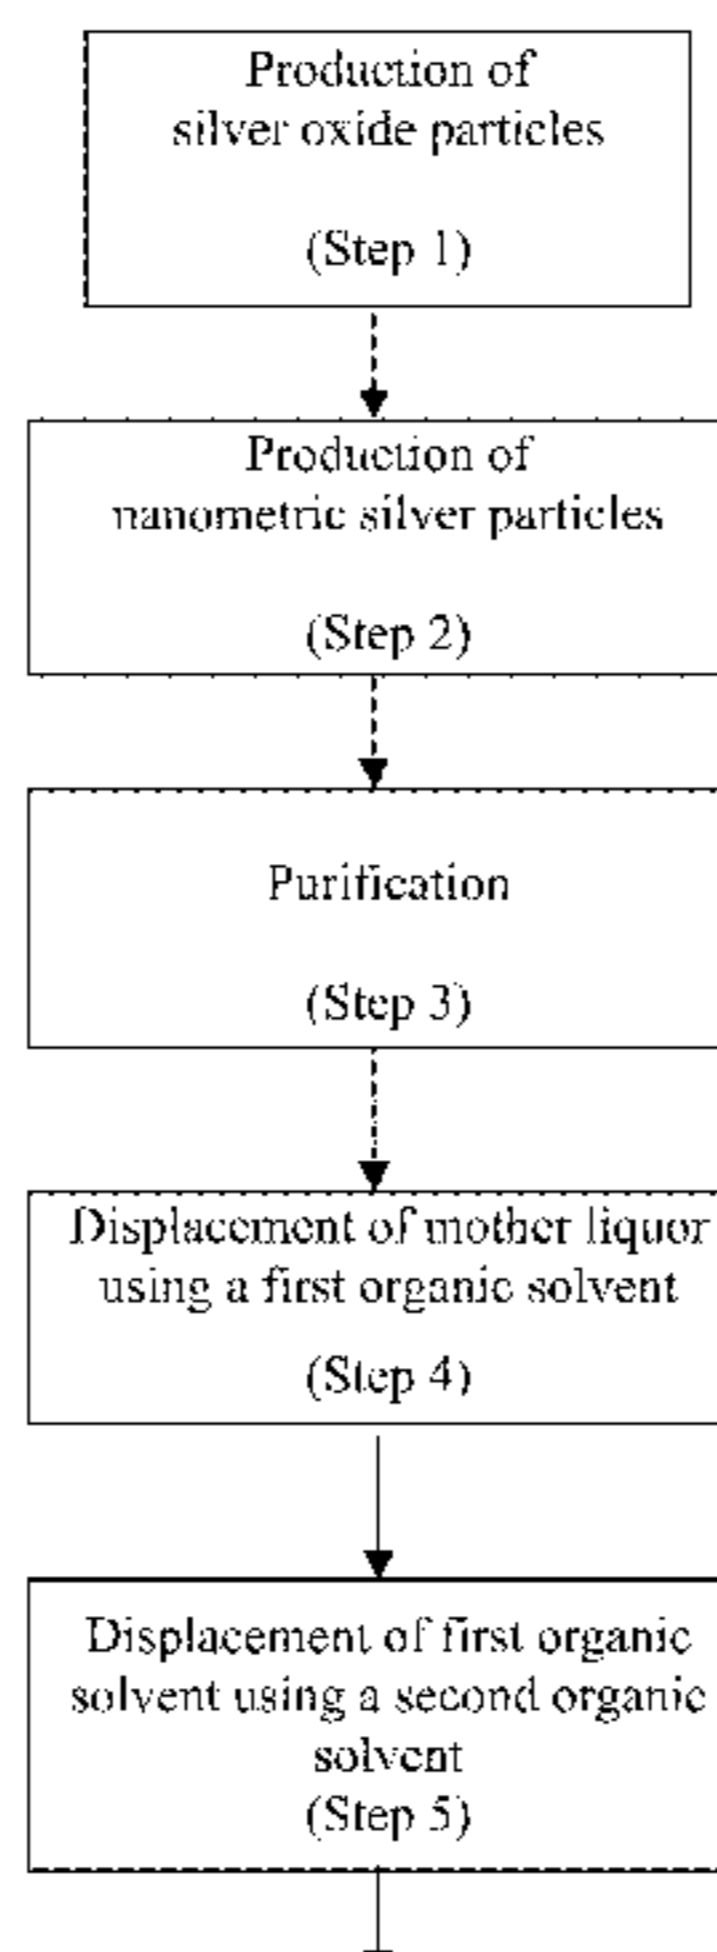 Production of
silver oxide particles
(Step 1)
Production of
nanometric silver particles
(Step 2)
Purification
(Step 3)
Displacement of mother liquor
using a first organic solvent
(Step 4)
Displacement of first organic
solvent using a second organic
solvent
(Step 5)